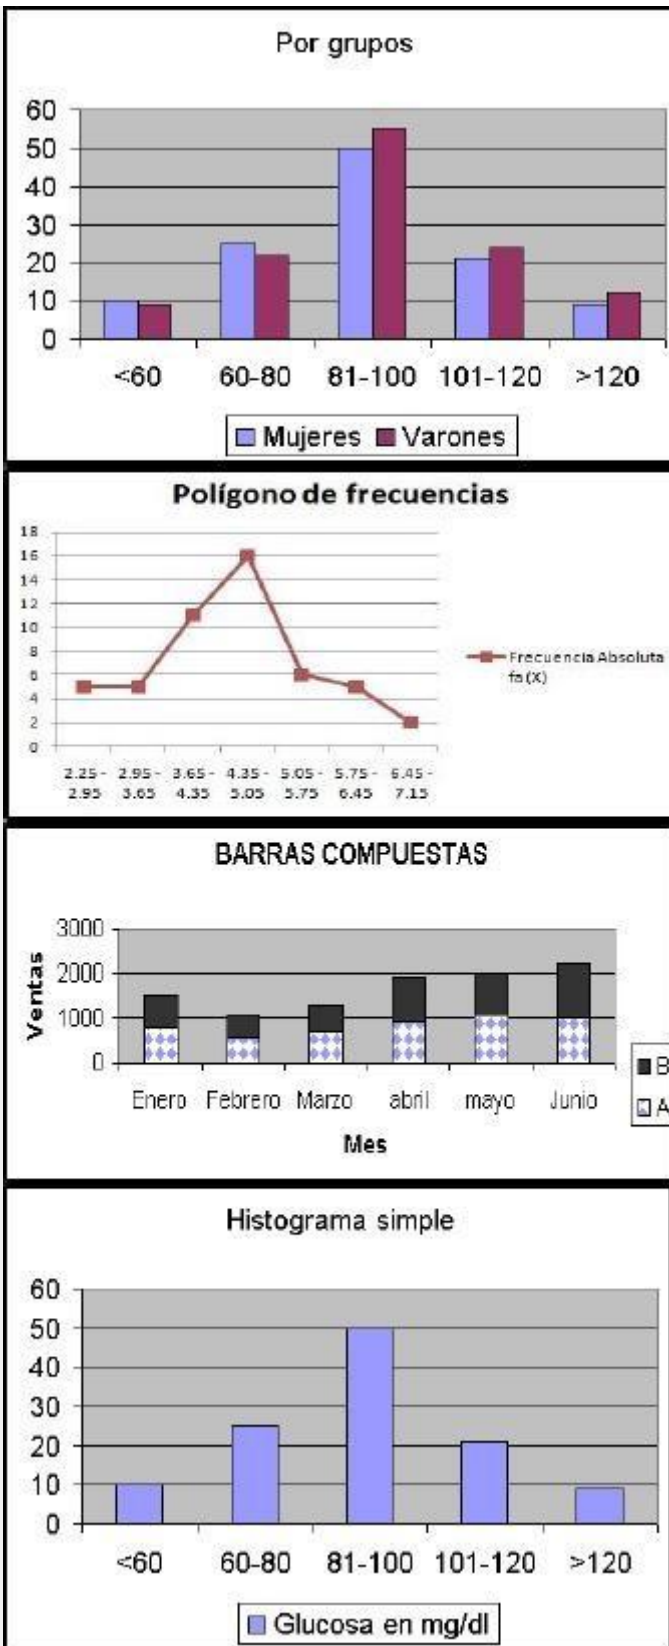 Por grupos
60
50
40
30
20
10
0
<60 60-80 81-100 101-120 >120
Mujeres Varones
Polígono de frecuencias
18
16
14
12
10
8
6
4
2
0
2.25 - 2.95 - 3.65 - 4.35 - 5.05 - 5.75 - 6.45 -
2.95 3.65 4.35 5.05 5.75 6.45 7.15
Frecuencia Absoluta
fa (X)
BARRAS COMPUESTAS
Ventas
3000
2000
1000
0
Enero Febrero Marzo abril mayo Junio
Mes
B
A
Histograma simple
60
50
40
30
20
10
0
<60 60-80 81-100 101-120 >120
Glucosa en mg/dl